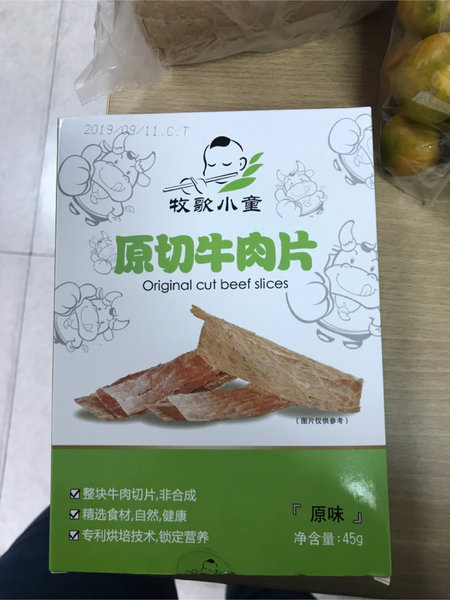 2019/09/11.C.T
牧歌小童
原切牛肉片
Original cut beef slices
（图片仅供参考）
整块牛肉切片,非合成
精选食材,自然,健康
专利烘培技术,锁定营养
『原味』
净含量: 45g